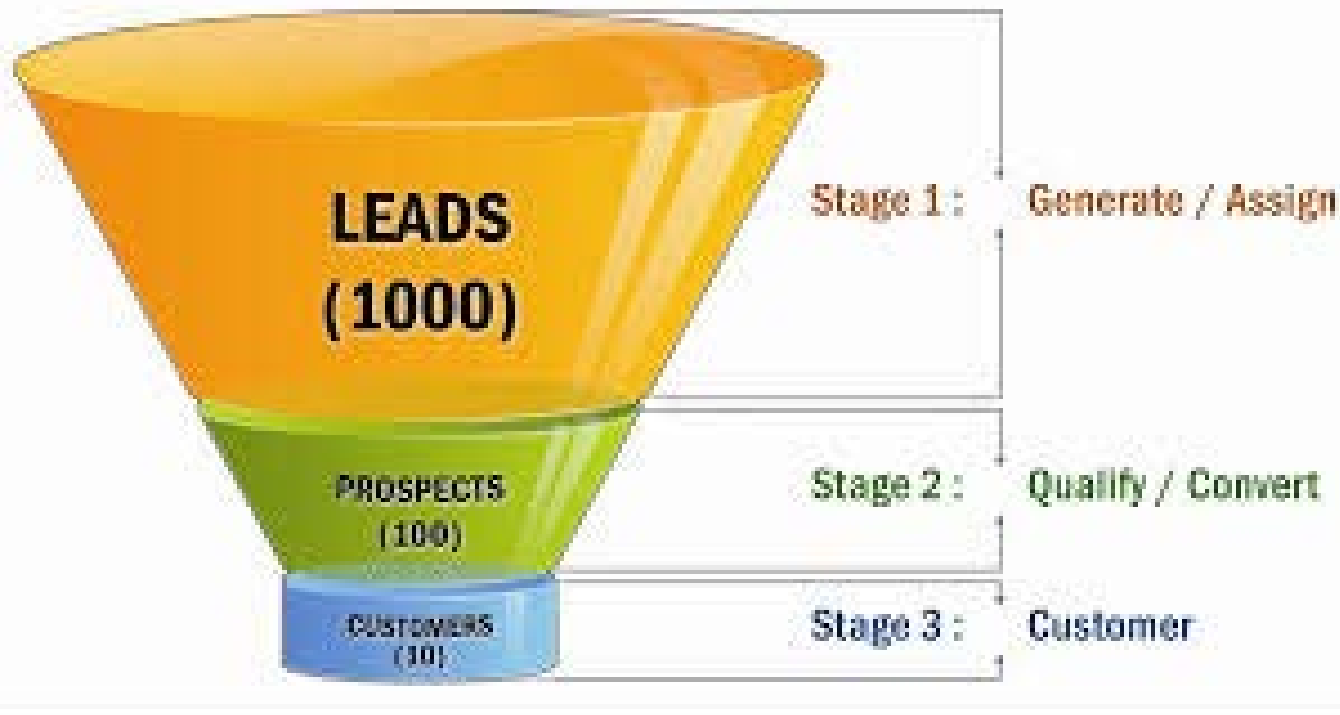 LEADS
(1000)
Stage 1 : Generate / Assign
PROSPECTS
(100)
Stage 2 : Qualify / Convert
CUSTOMERS
(10)
Stage 3 : Customer